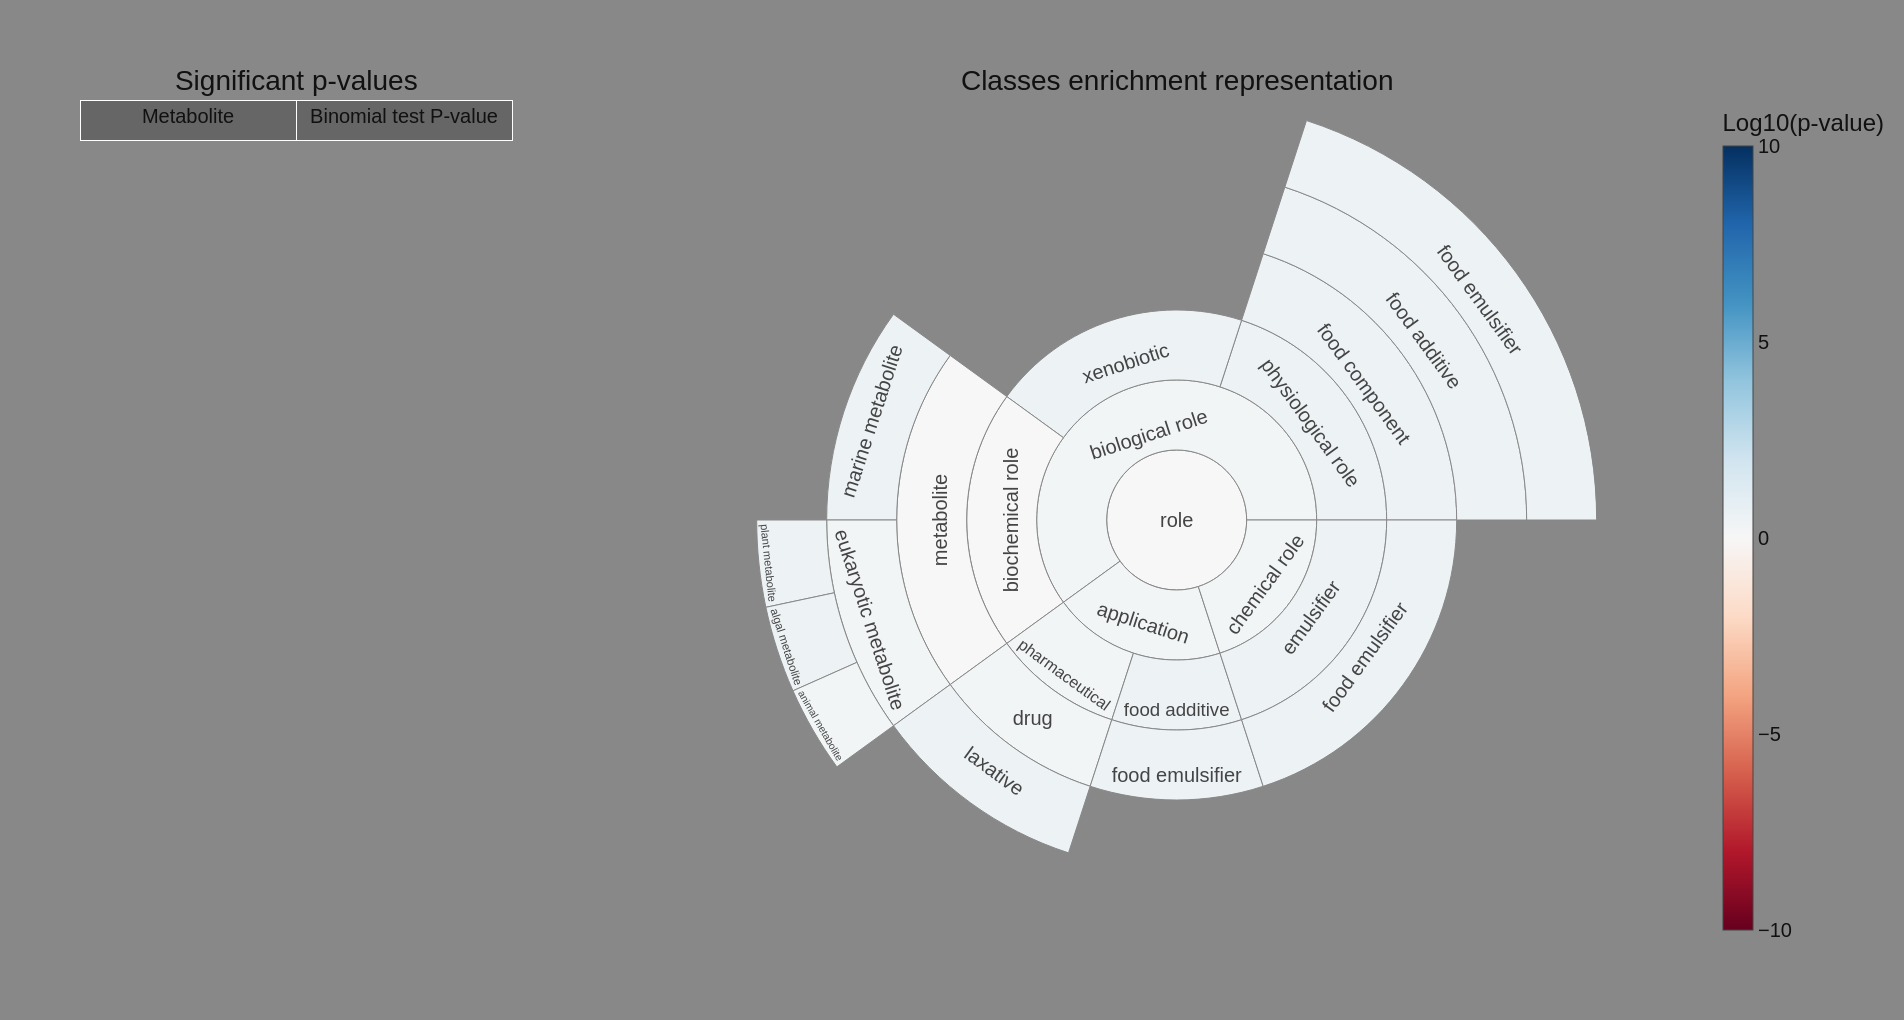 Significant p-values
Metabolite
Binomial test P-value
Classes enrichment representation
Log10(p-value)
10
5
0
−5
−10
role
biological role
xenobiotic
physiological role
food component
food additive
food emulsifier
biochemical role
metabolite
marine metabolite
eukaryotic metabolite
plant metabolite
algal metabolite
animal metabolite
application
pharmaceutical
drug
laxative
food additive
food emulsifier
chemical role
emulsifier
food emulsifier